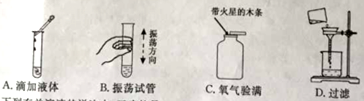 带火星的木条
振荡方向
A. 滴加液体
B. 振荡试管
C. 氧气验满
D. 过滤